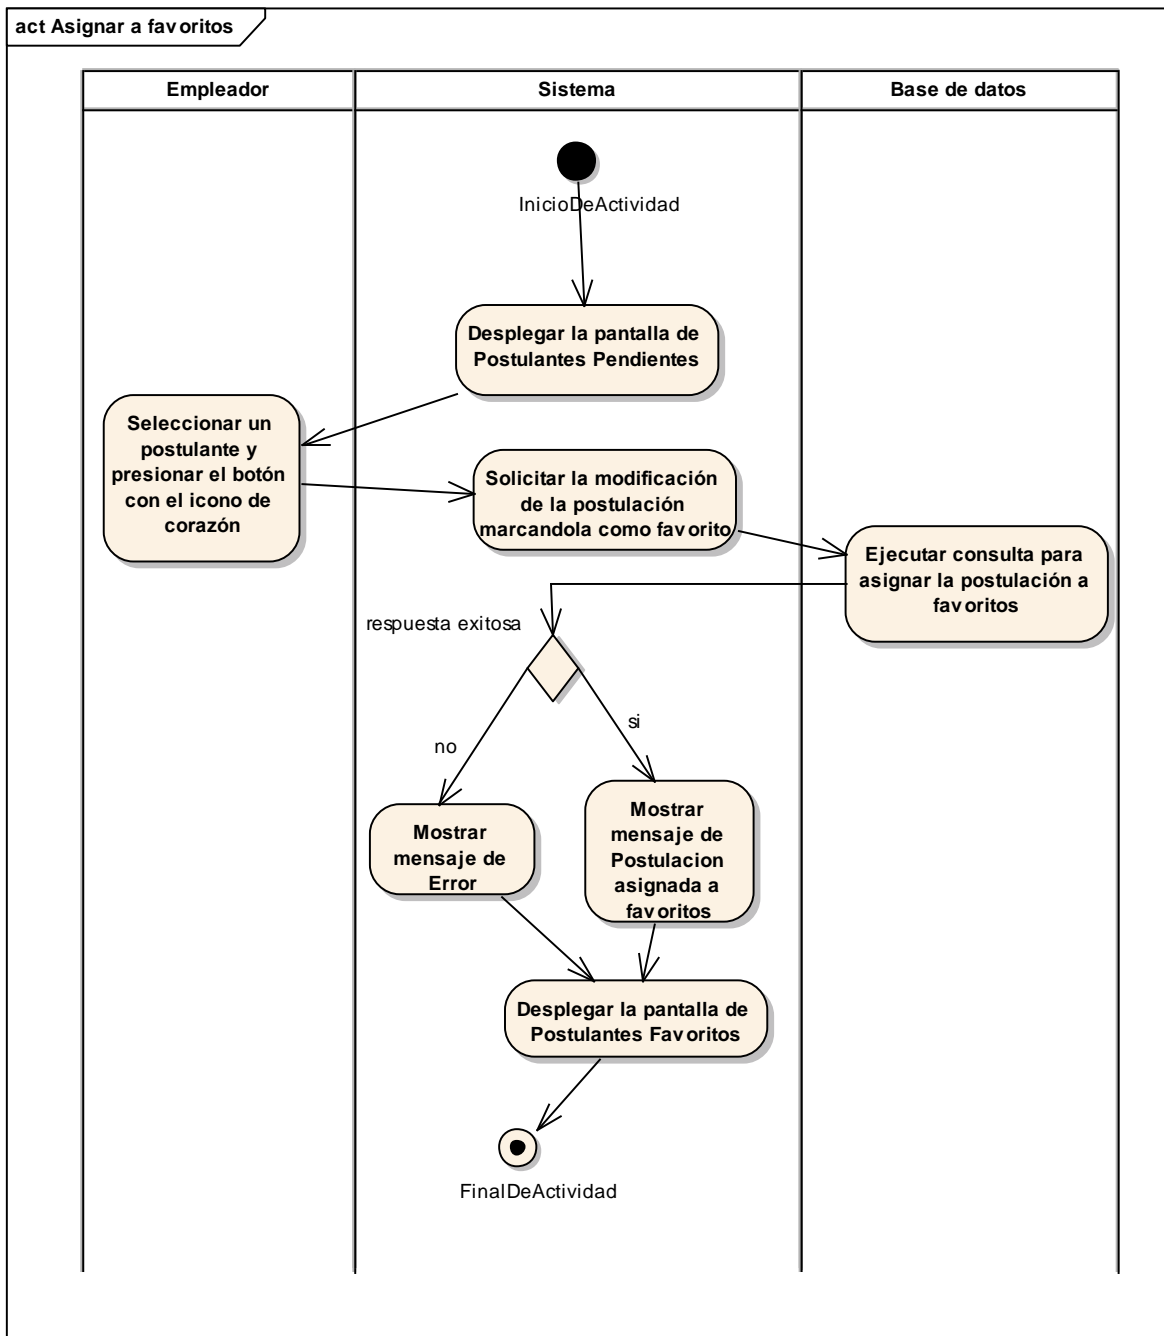 act Asignar a favoritos
Empleador
Sistema
Base de datos
InicioDeActividad
Desplegar la pantalla de
Postulantes Pendientes
Seleccionar un
postulante y
presionar el botón
con el icono de
corazón
Solicitar la modificación
de la postulación
marcandola como favorito
Ejecutar consulta para
asignar la postulación a
favoritos
respuesta exitosa
no
si
Mostrar
mensaje de
Error
Mostrar
mensaje de
Postulacion
asignada a
favoritos
Desplegar la pantalla de
Postulantes Favoritos
FinalDeActividad